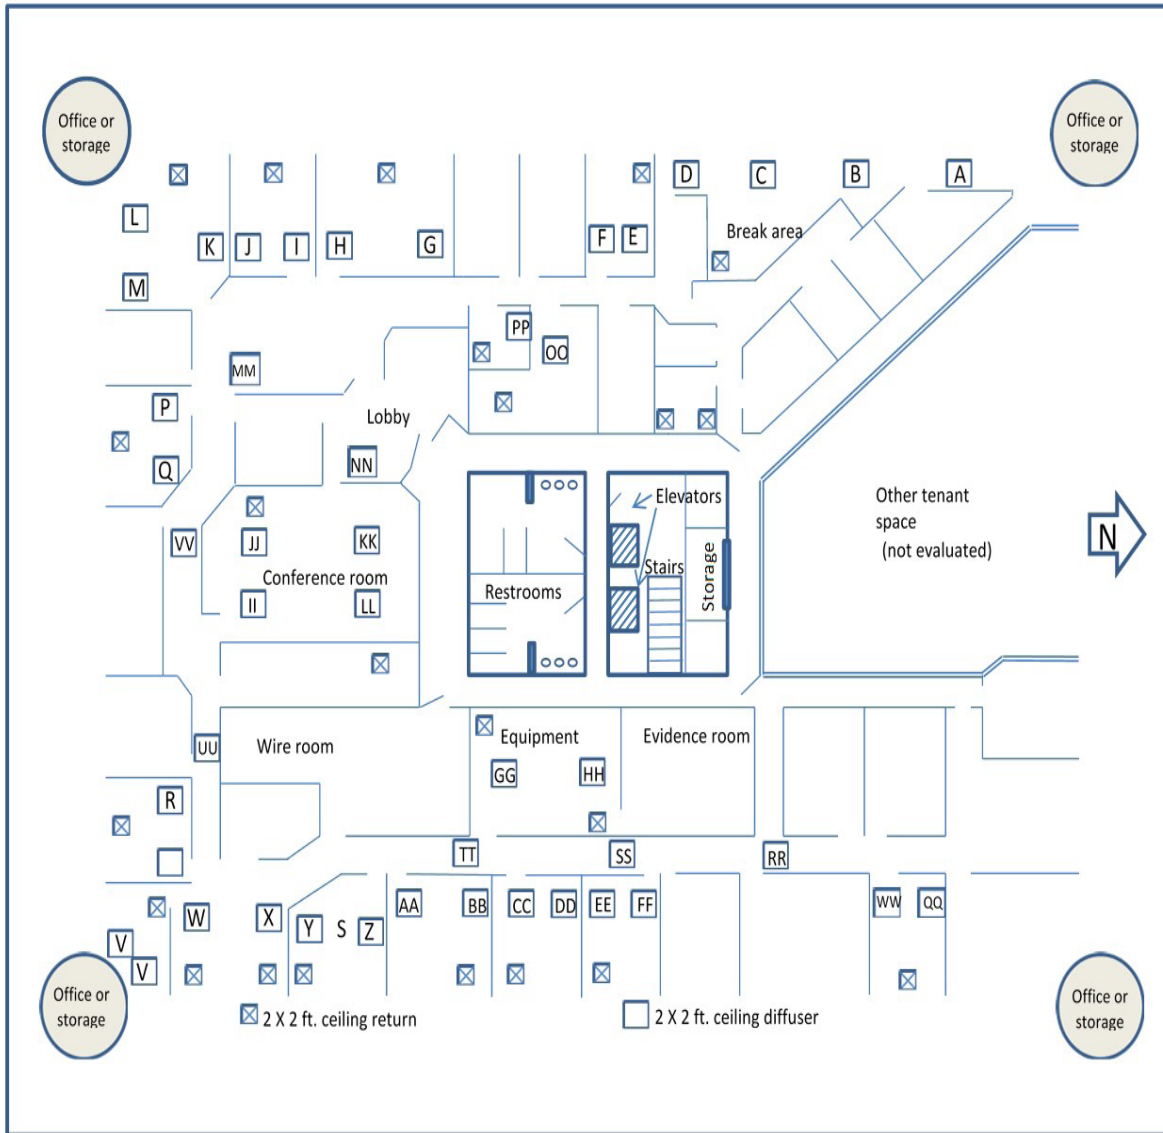 Office or
storage
Office or
storage
L
K
J
I
H
G
F
E
D
C
B
A
Break area
M
PP
OO
MM
P
Lobby
Q
NN
VV
JJ
KK
Conference room
II
LL
Elevators
Stairs
Storage
Restrooms
Other tenant
space
(not evaluated)
N
UU
Wire room
Equipment
Evidence room
GG
HH
R
TT
SS
RR
W
X
Y
S
Z
AA
BB
CC
DD
EE
FF
WW
QQ
V
V
Office or
storage
Office or
storage
2 X 2 ft. ceiling return
2 X 2 ft. ceiling diffuser